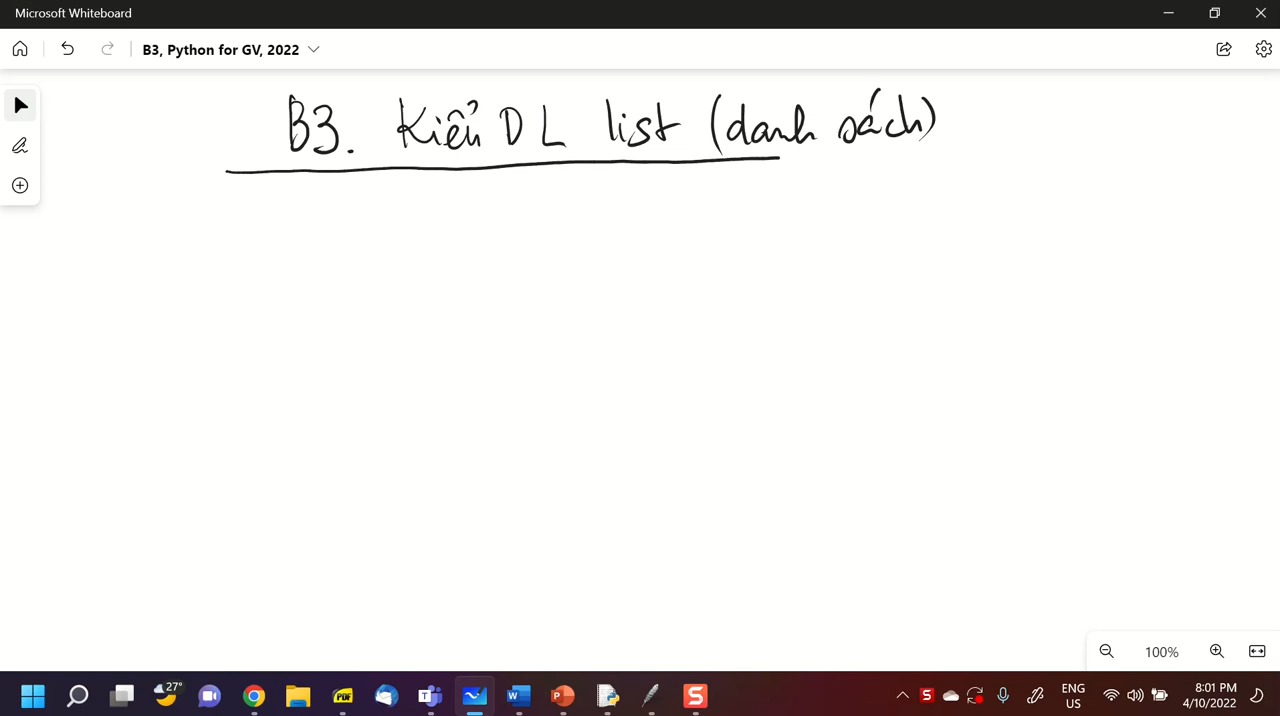 Microsoft Whiteboard
B3, Python for GV, 2022
B3. Kiểu DL list (danh sách)
100%
27°
PDF
W
P
S
S
ENG
US
8:01 PM
4/10/2022